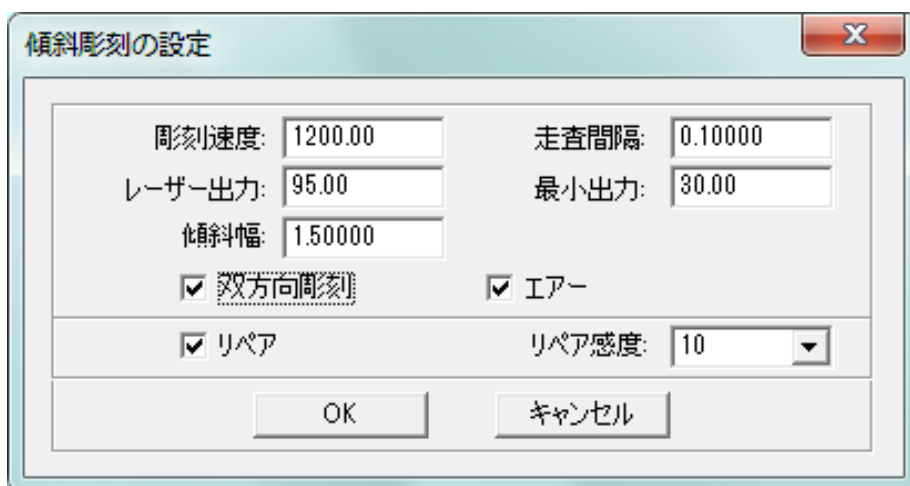 傾斜彫刻の設定
彫刻速度: 1200.00 走査間隔: 0.10000
レーザー出力: 95.00 最小出力: 30.00
傾斜幅: 1.50000
双方向彫刻 エアー
リペア リペア感度: 10
OK キャンセル